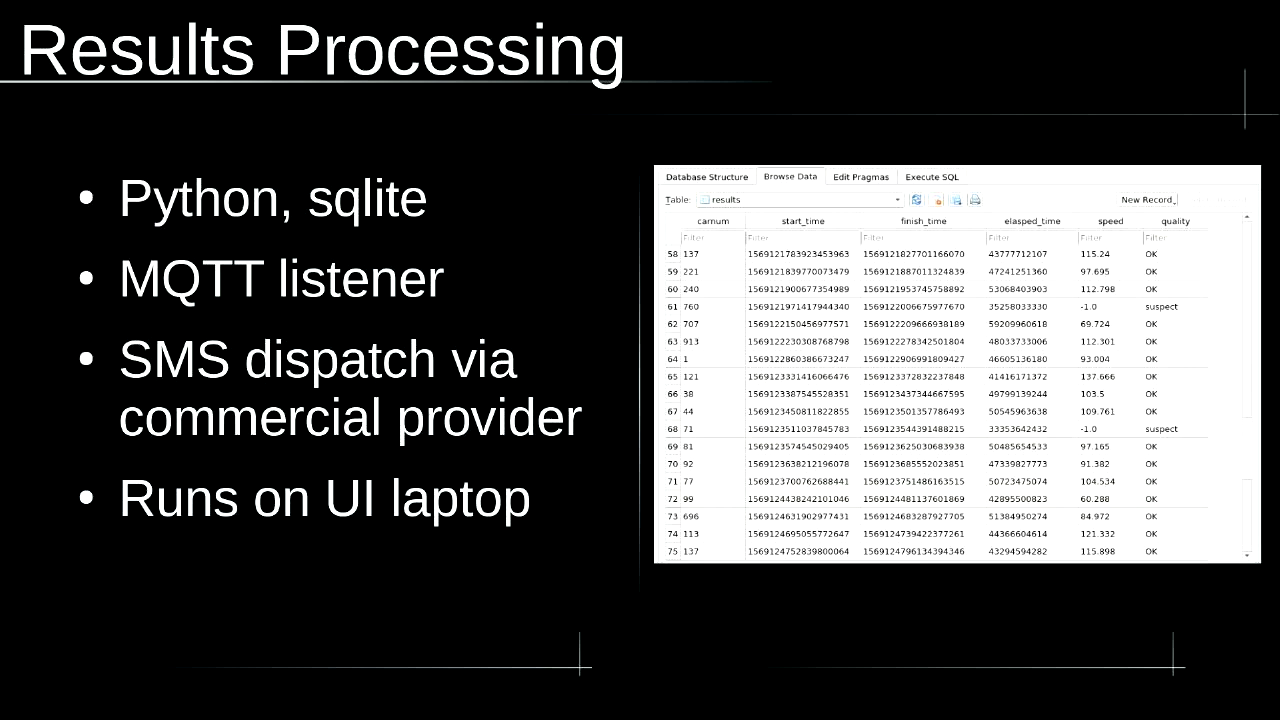 Results Processing
• Python, sqlite
• MQTT listener
• SMS dispatch via
commercial provider
• Runs on UI laptop
Database Structure Browse Data Edit Pragmas Execute SQL
Table: results New Record
carnum start_time finish_time elasped_time speed quality
Filter Filter Filter Filter Filter Filter
58 137 1569121783923453963 1569121827701166070 43777712107 115.24 OK
59 221 1569121839770073479 1569121887011324839 47241251360 97.695 OK
60 240 1569121900677354989 1569121953745758892 53068403903 112.798 OK
61 760 1569121971417944340 1569122006675977670 35258033330 -1.0 suspect
62 707 1569122150456977571 1569122209666938189 59209960618 69.724 OK
63 913 1569122230308768798 1569122278342501804 48033733006 112.301 OK
64 1 1569122860386673247 1569122906991809427 46605136180 93.004 OK
65 121 1569123331416066476 1569123372832237848 41416171372 137.666 OK
66 38 1569123387545528351 1569123437344667595 49799139244 103.5 OK
67 44 1569123450811822855 1569123501357786493 50545963638 109.761 OK
68 71 1569123511037845783 1569123544391488215 33353642432 -1.0 suspect
69 81 1569123574545029405 1569123625030683938 50485654533 97.165 OK
70 92 1569123638212196078 1569123685552023851 47339827773 91.382 OK
71 77 1569123700762688441 1569123751486163515 50723475074 104.534 OK
72 99 1569124438242101046 1569124481137601869 42895500823 60.288 OK
73 696 1569124631902977431 1569124683287927705 51384950274 84.972 OK
74 113 1569124695055772647 1569124739422377261 44366604614 121.332 OK
75 137 1569124752839800064 1569124796134394346 43294594282 115.898 OK